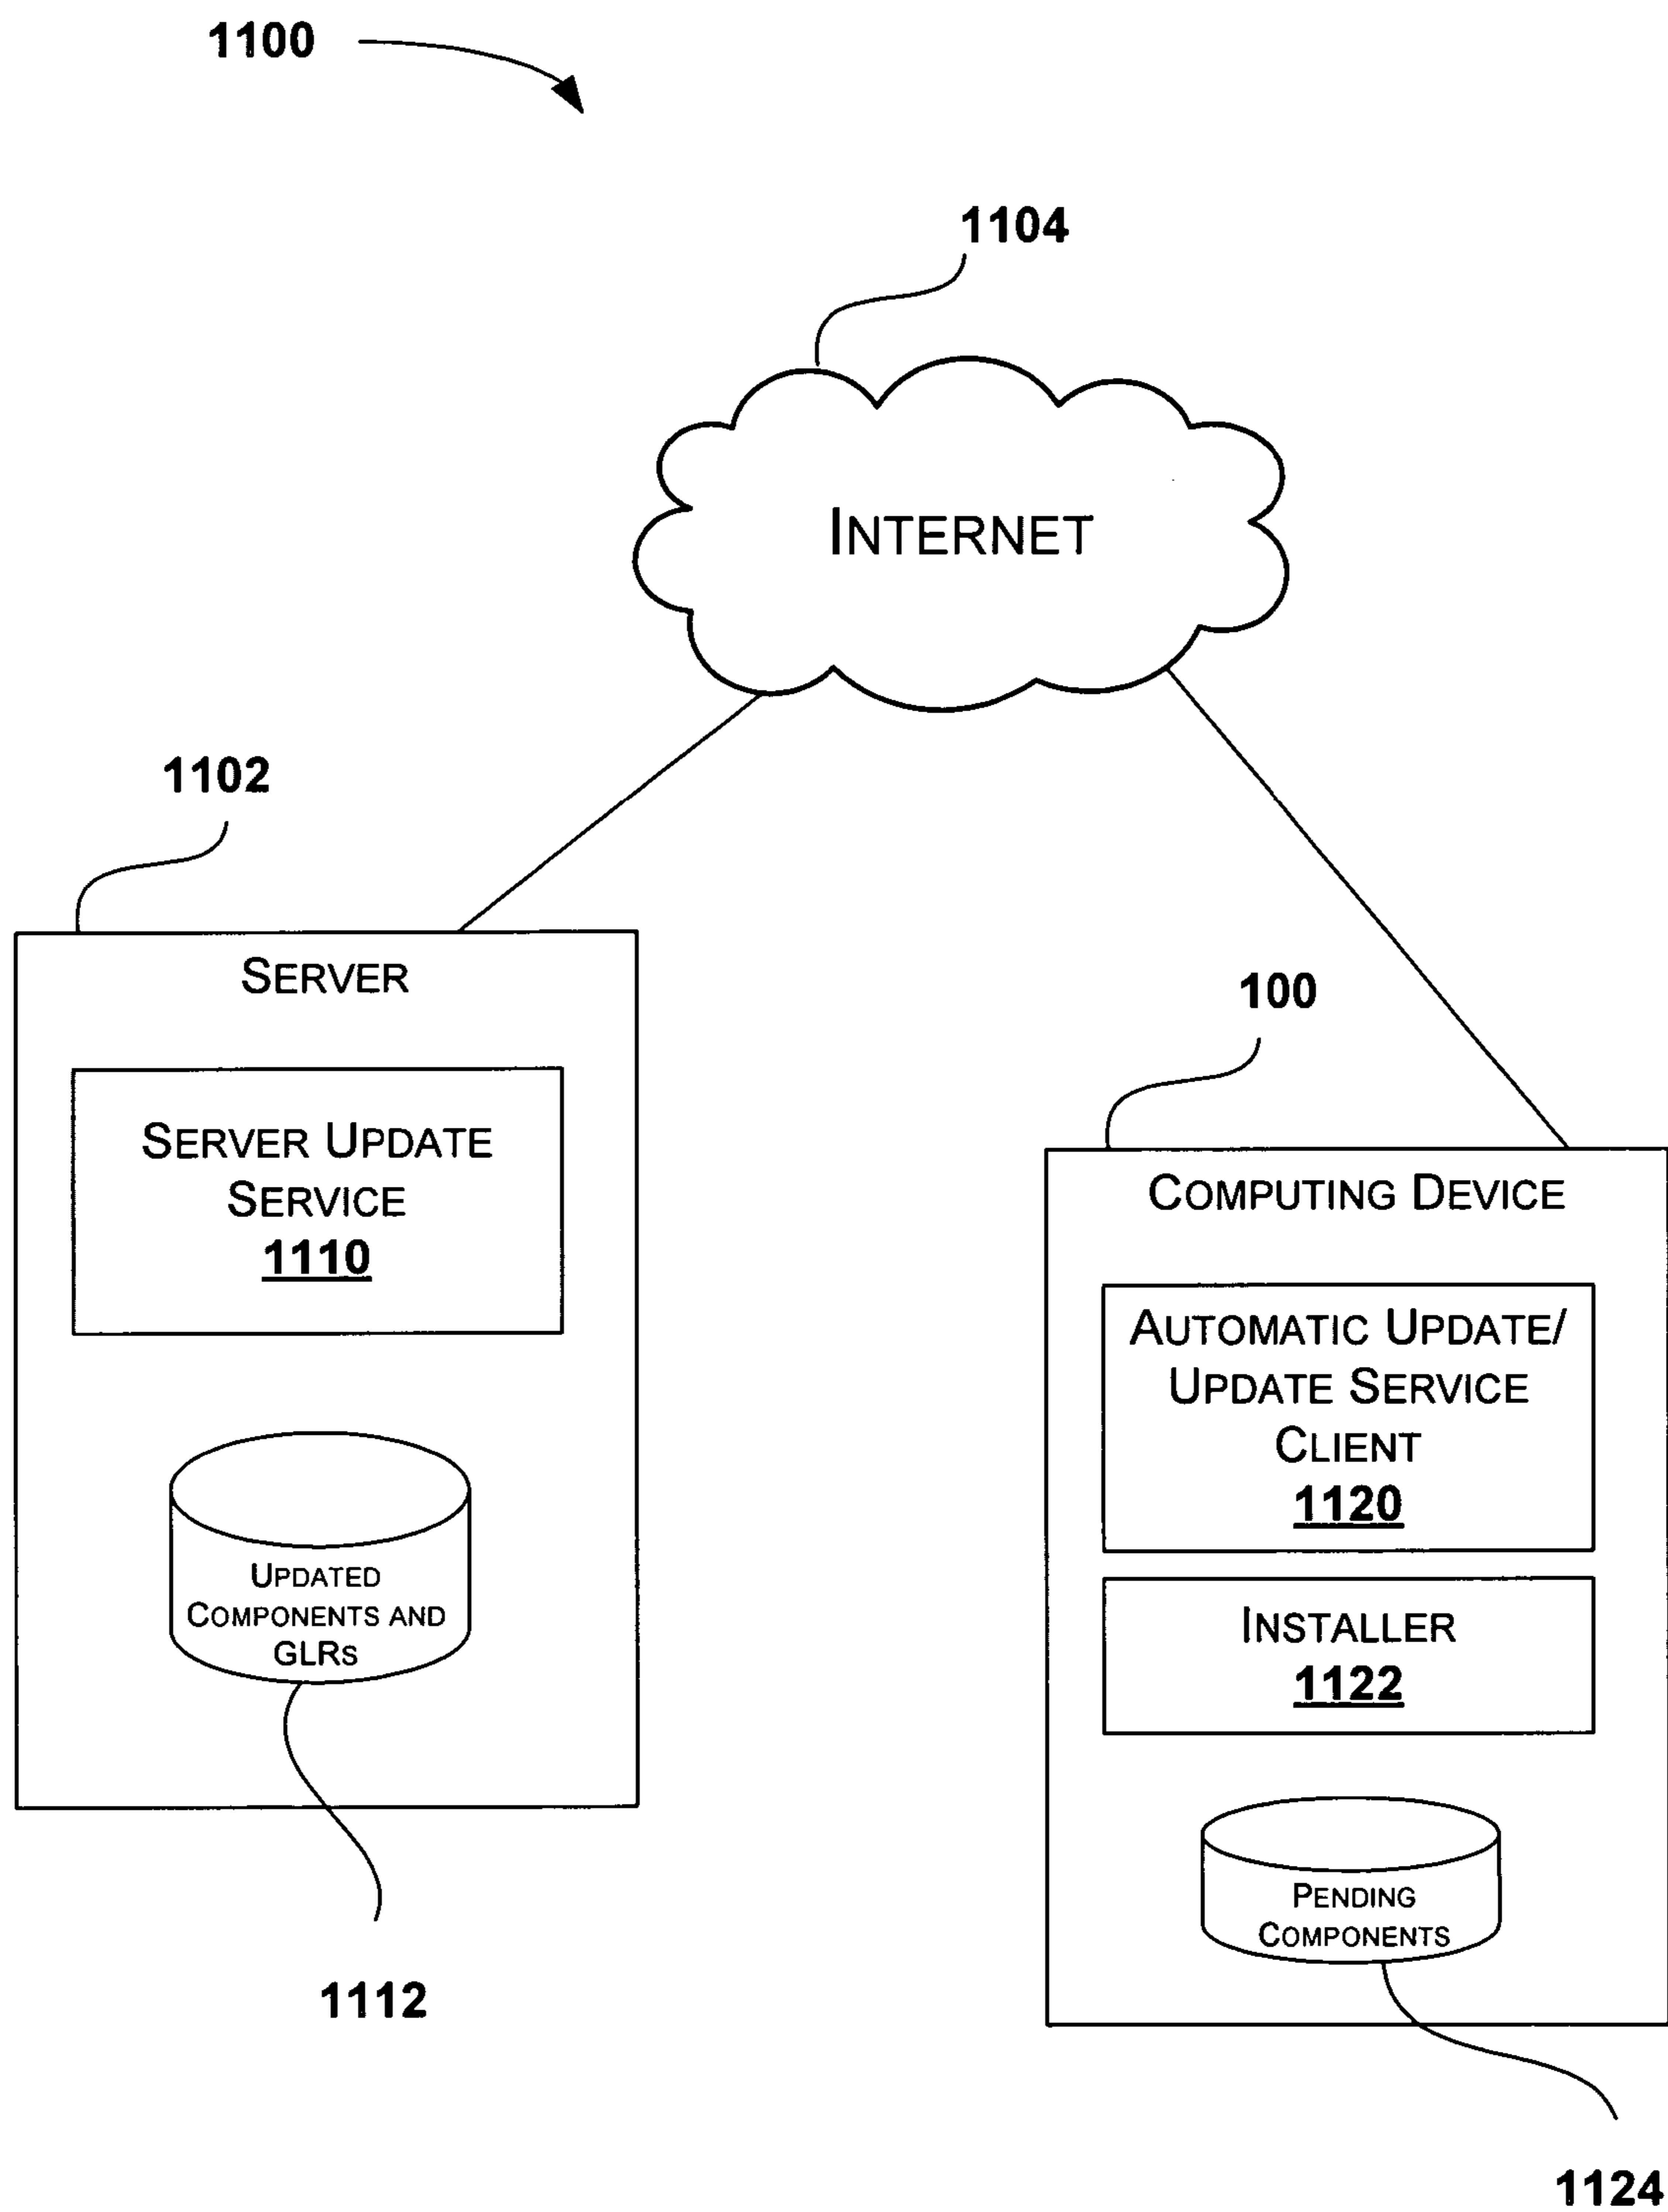 1100
1104
INTERNET
1102
SERVER
SERVER UPDATE
SERVICE
1110
UPDATED
COMPONENTS AND
GLRS
1112
100
COMPUTING DEVICE
AUTOMATIC UPDATE/
UPDATE SERVICE
CLIENT
1120
INSTALLER
1122
PENDING
COMPONENTS
1124